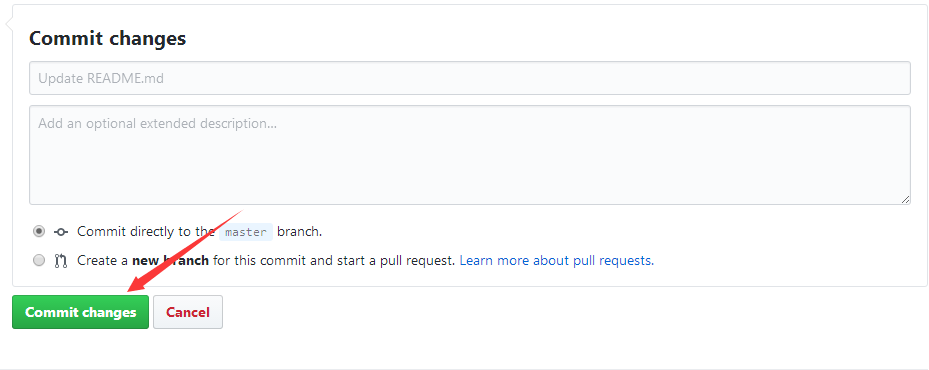 Commit changes
Update README.md
Add an optional extended description...
Commit directly to the master branch.
Create a new branch for this commit and start a pull request. Learn more about pull requests.
Commit changes Cancel